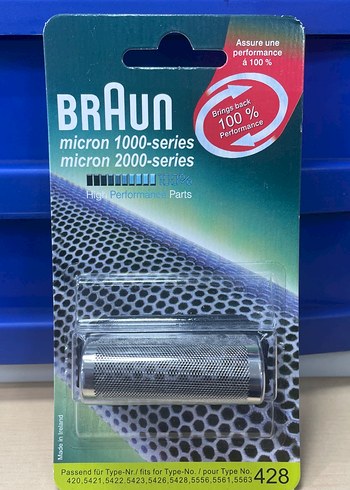 Assure une
performance
à 100 %
BRAUN
Brings back
100 %
Performance
micron 1000-series
micron 2000-series
High Performance Parts
Made in Ireland
Passend für Type-Nr./ fits for Type-No. / pour Type No.
420,5421,5422,5423,5426,5428,5556,5561,5563
428